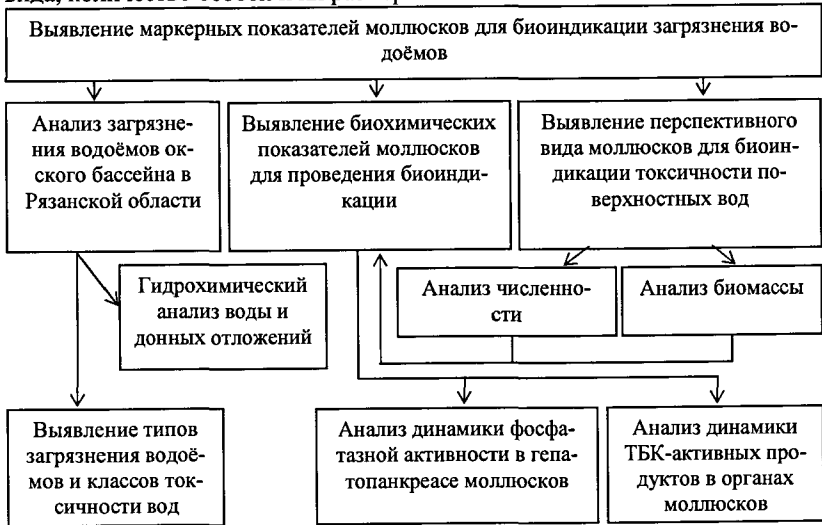 Выявление маркерных показателей моллюсков для биоиндикации загрязнения во-
доёмов
Анализ загрязне-
ния водоёмов ок-
ского бассейна в
Рязанской области
Выявление биохимических
показателей моллюсков
для проведения биоинди-
кации
Выявление перспективного
вида моллюсков для биоин-
дикации токсичности по-
верхностных вод
Гидрохимический
анализ воды и
донных отложений
Анализ численно-
сти
Анализ биомассы
Выявление типов
загрязнения водоё-
мов и классов ток-
сичности вод
Анализ динамики фосфа-
тазной активности в гепа-
топанкреасе моллюсков
Анализ динамики
ТБК-активных про-
дуктов в органах
моллюсков